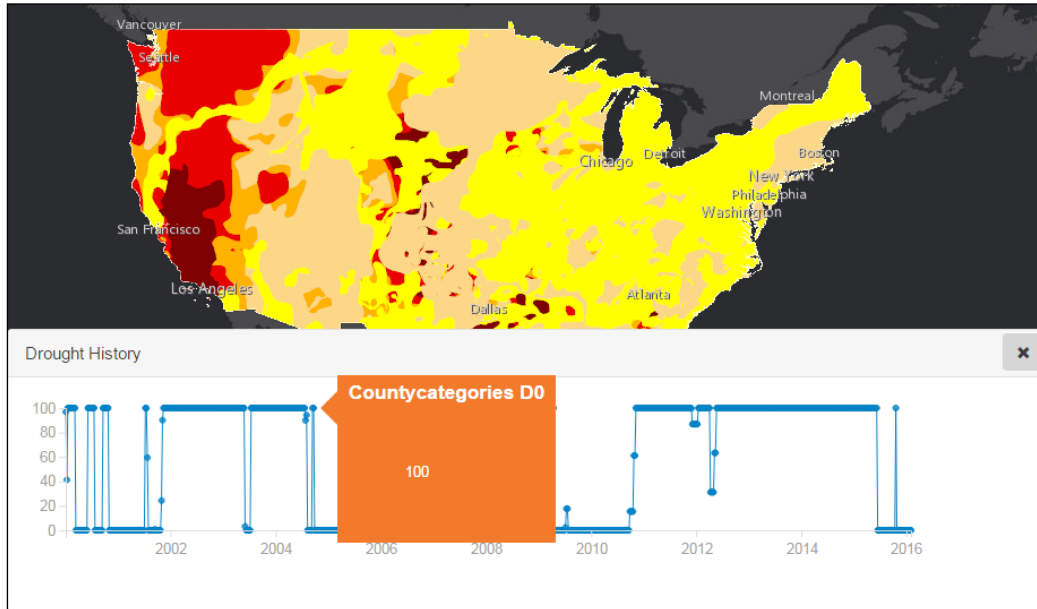 Vancouver
Seattle
Montreal
Boston
Chicago
Detroit
New York
Philadelphia
Washington
San Francisco
Los Angeles
Dallas
Atlanta
Drought History
×
Countycategories D0
100
100
80
60
40
20
0
2002
2004
2006
2008
2010
2012
2014
2016